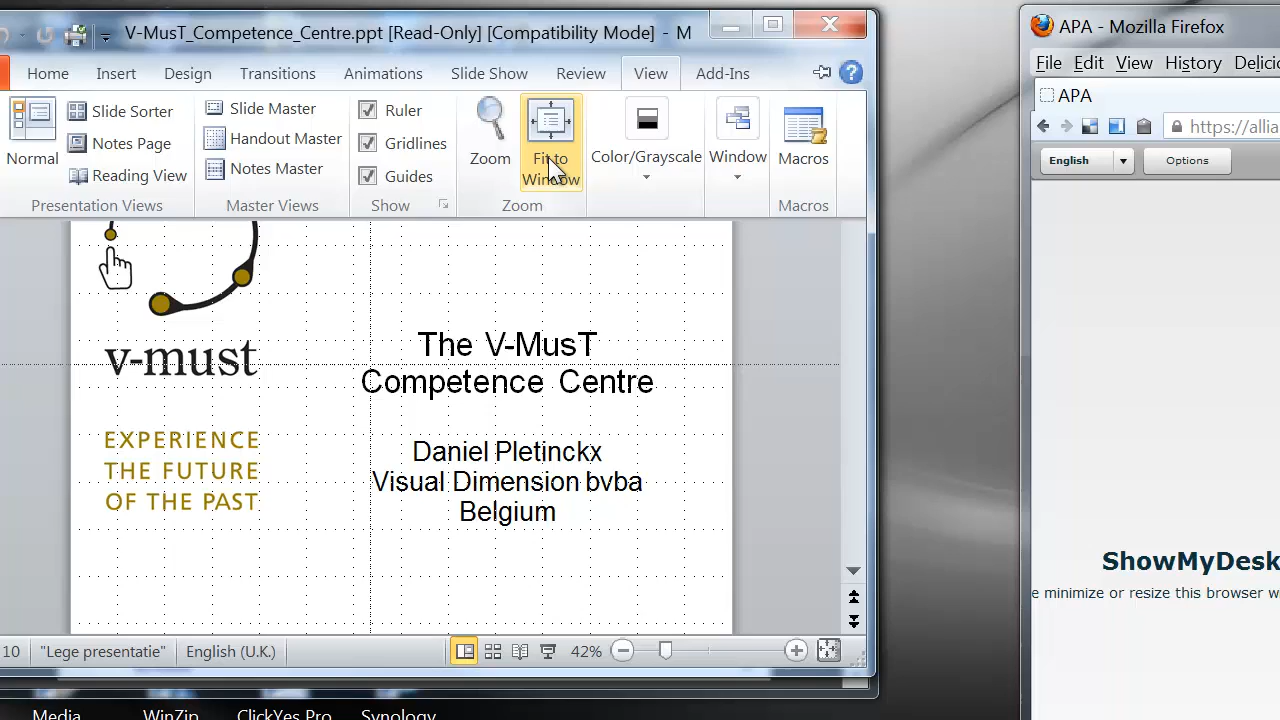 V-MusT_Competence_Centre.ppt [Read-Only] [Compatibility Mode] - M
Home Insert Design Transitions Animations Slide Show Review View Add-Ins
Normal
Slide Sorter
Notes Page
Reading View
Presentation Views
Slide Master
Handout Master
Notes Master
Master Views
Ruler
Gridlines
Guides
Show
Zoom
Fit to
Window
Zoom
Color/Grayscale
Window
Macros
Macros
v-must
EXPERIENCE
THE FUTURE
OF THE PAST
The V-MusT
Competence Centre
Daniel Pletinckx
Visual Dimension bvba
Belgium
10 "Lege presentatie" English (U.K.) 42%
Media WinZip ClickYes Pro Synology
APA - Mozilla Firefox
File Edit View History Delici
APA
https://allia
English Options
ShowMyDesk
e minimize or resize this browser w